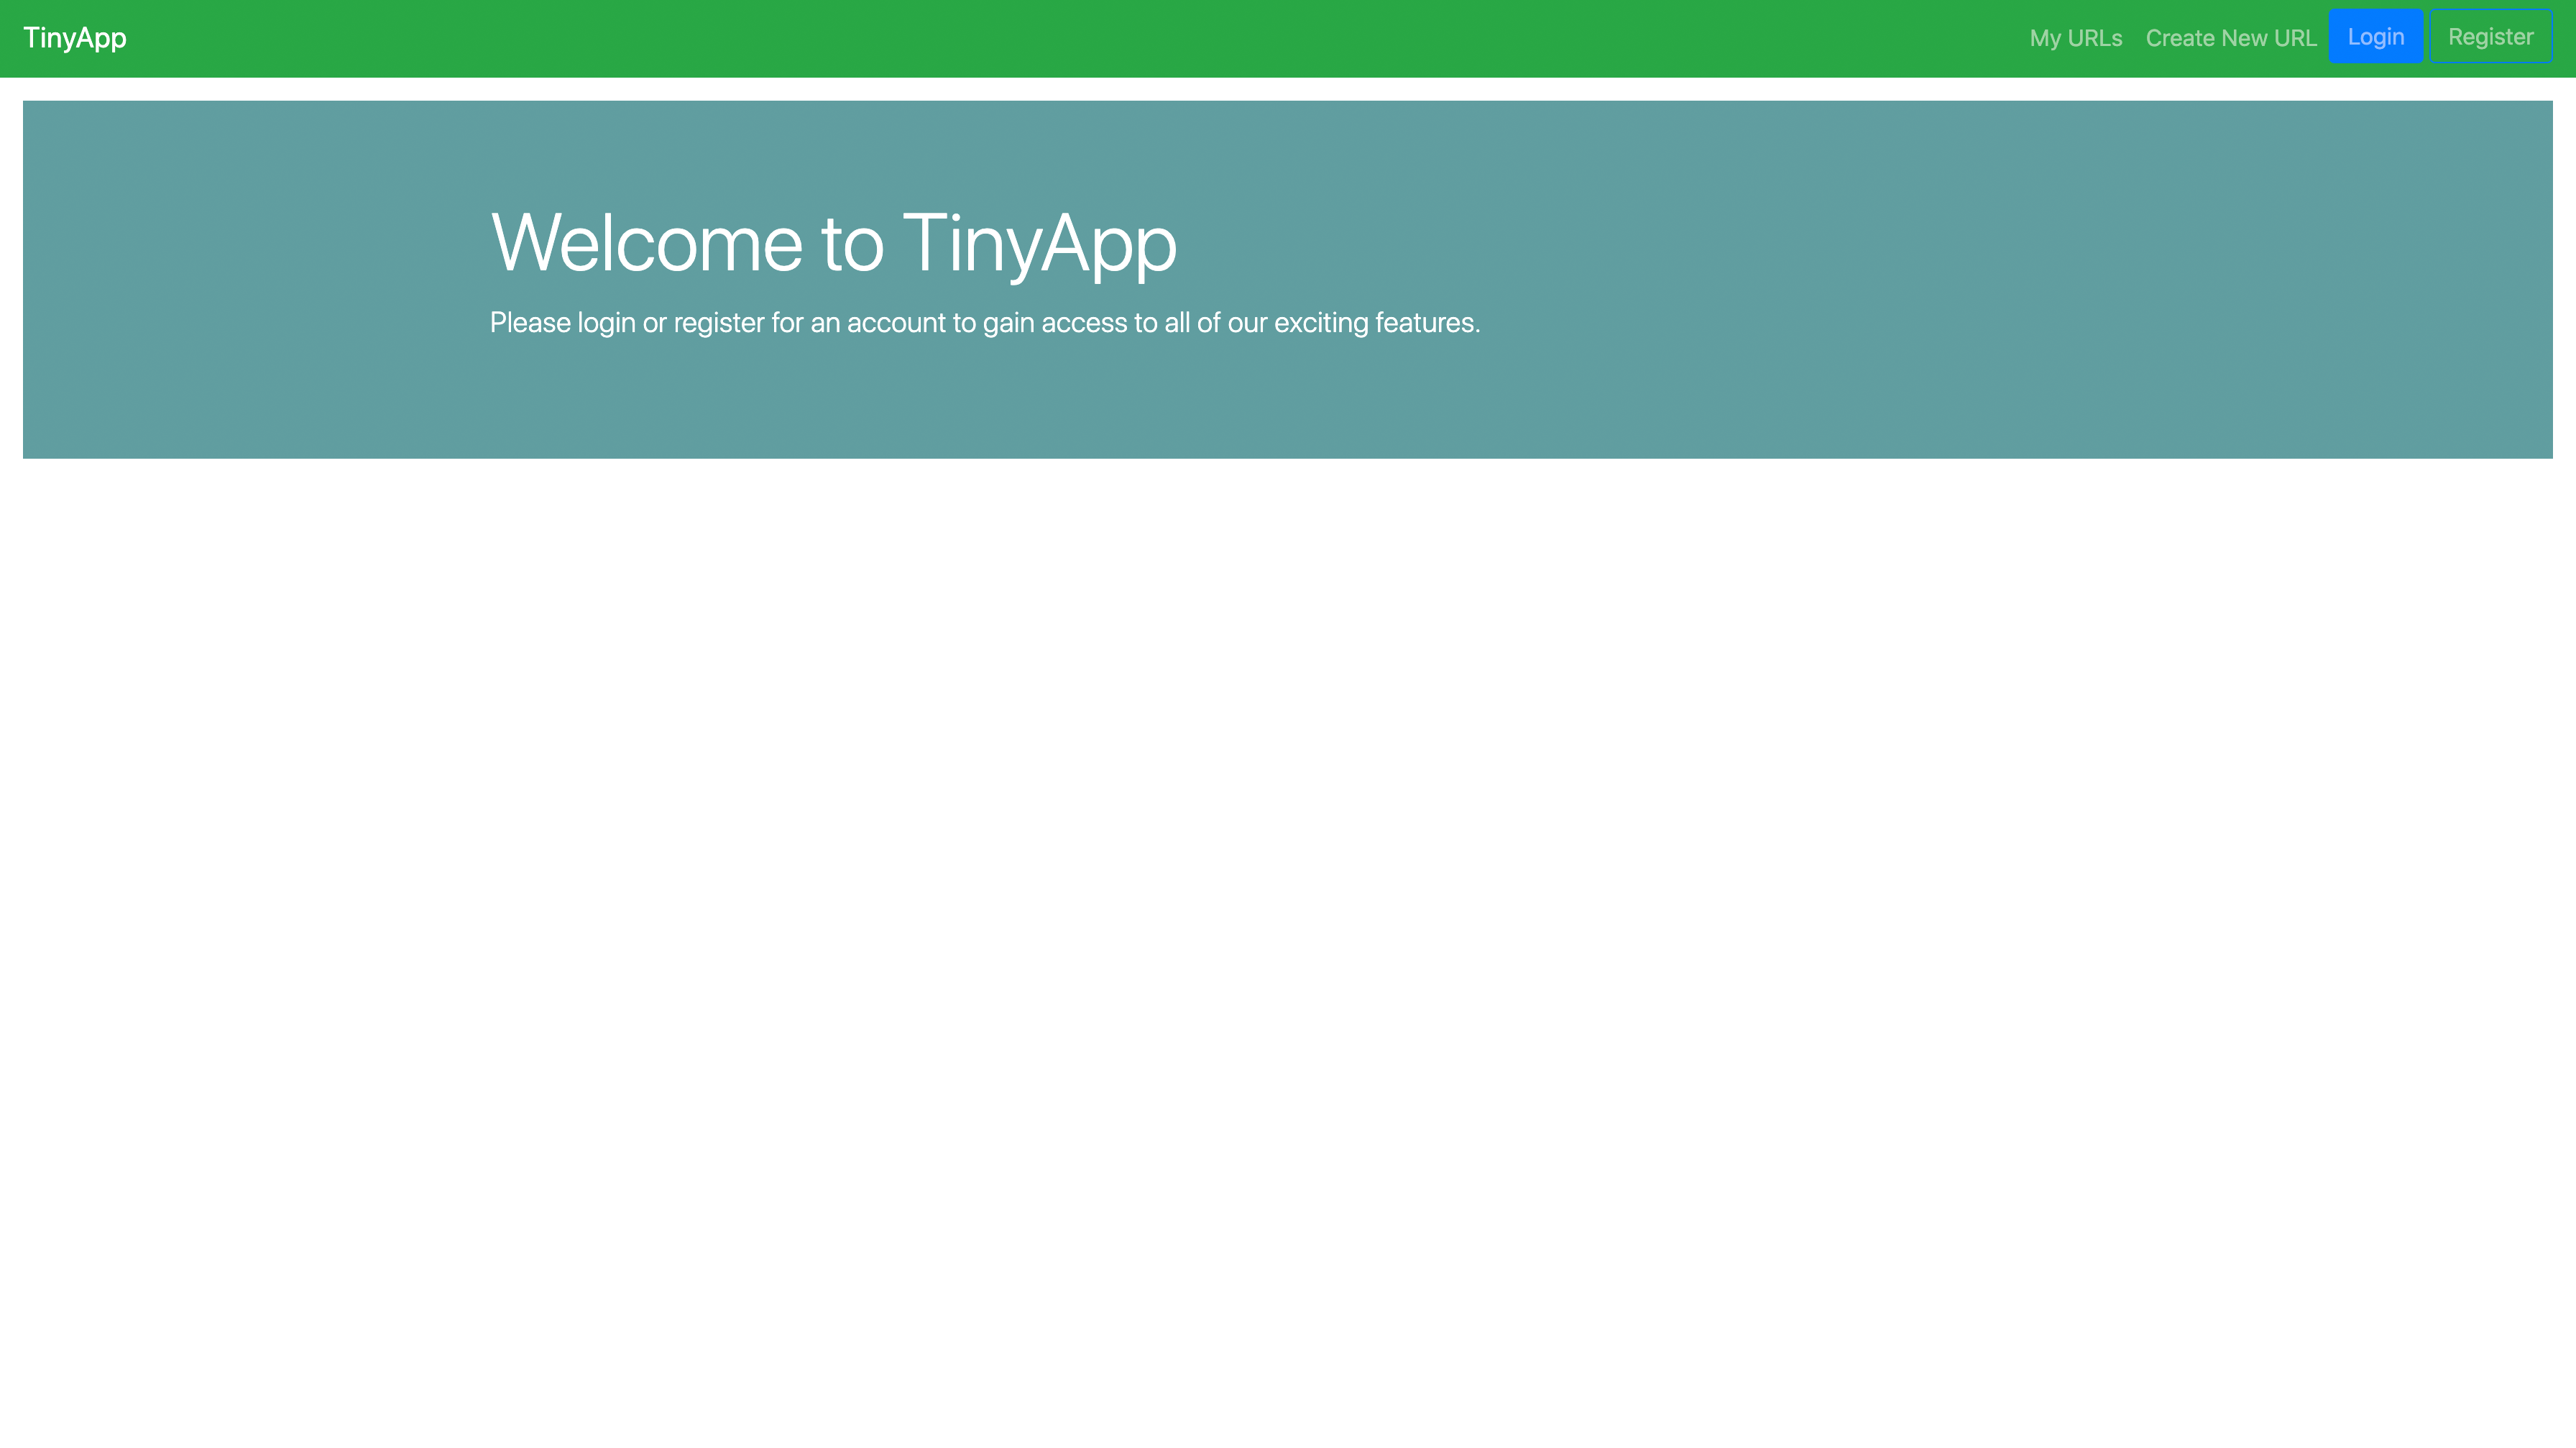 TinyApp
My URLs
Create New URL
Login
Register
Welcome to TinyApp
Please login or register for an account to gain access to all of our exciting features.